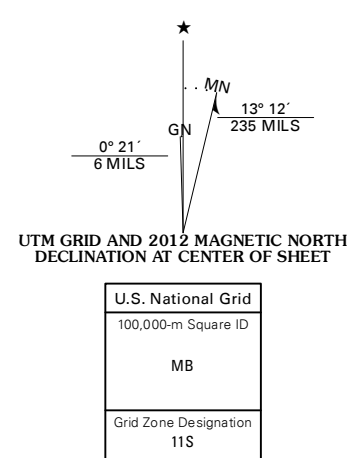 MN
13° 12´
235 MILS
GN
0° 21´
6 MILS
UTM GRID AND 2012 MAGNETIC NORTH
DECLINATION AT CENTER OF SHEET
U.S. National Grid
100,000-m Square ID
MB
Grid Zone Designation
11S